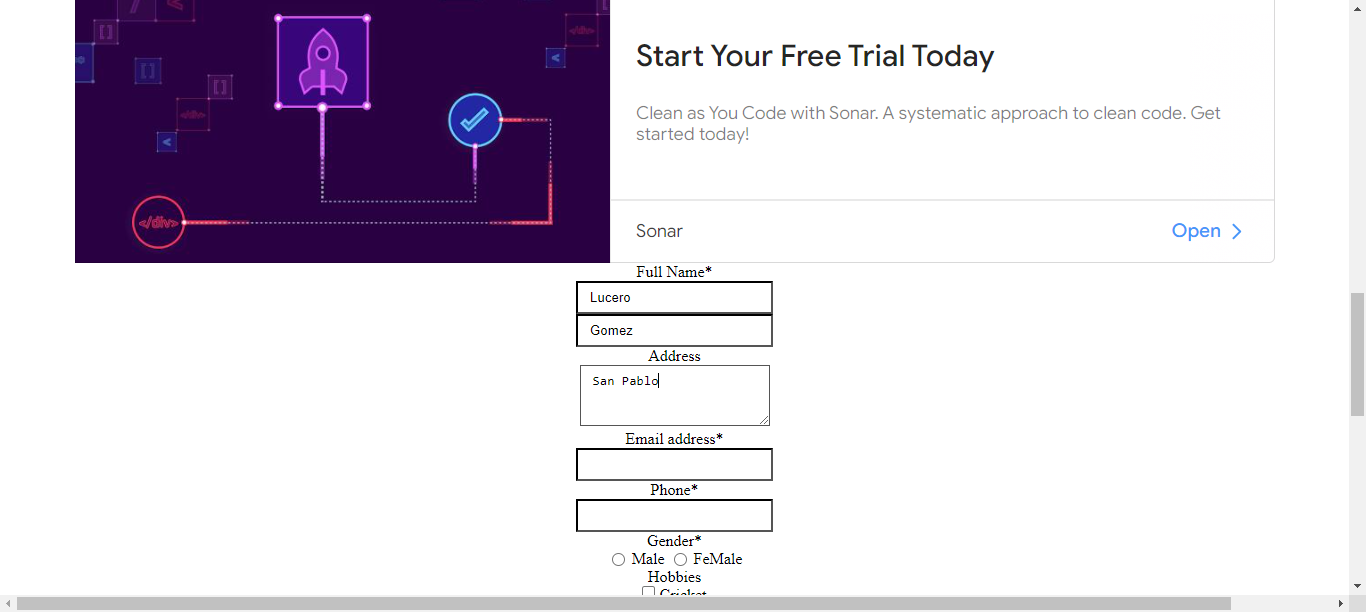 Start Your Free Trial Today
Clean as You Code with Sonar. A systematic approach to clean code. Get
started today!
</div>
Sonar
Open
Full Name*
Lucero
Gomez
Address
San Pablo
Email address*
Phone*
Gender*
Male FeMale
Hobbies
Cricket